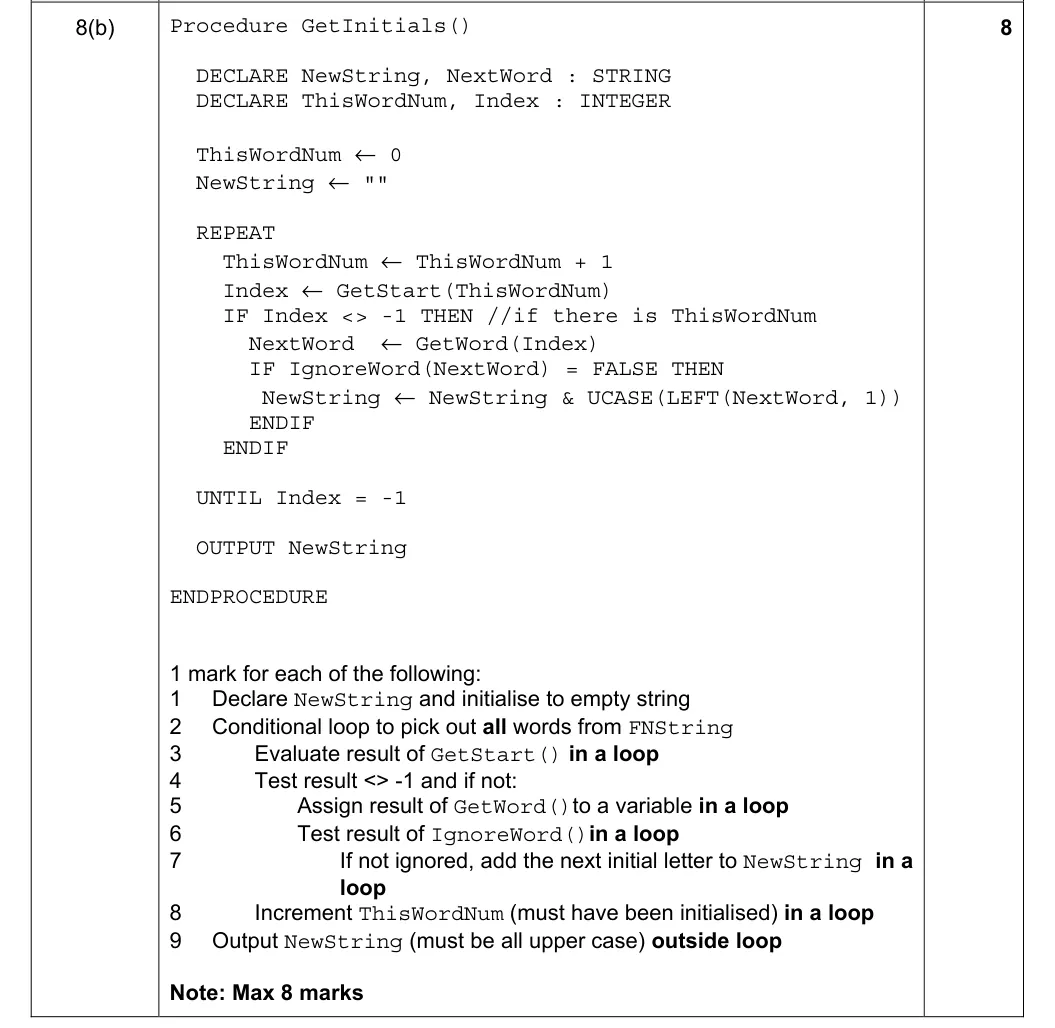 8(b)
Procedure GetInitials()
8
DECLARE NewString, NextWord : STRING
DECLARE ThisWordNum, Index : INTEGER
ThisWordNum ← 0
NewString ← ""
REPEAT
ThisWordNum ← ThisWordNum + 1
Index ← GetStart(ThisWordNum)
IF Index <> -1 THEN //if there is ThisWordNum
NextWord ← GetWord(Index)
IF IgnoreWord(NextWord) = FALSE THEN
NewString ← NewString & UCASE(LEFT(NextWord, 1))
ENDIF
ENDIF
UNTIL Index = -1
OUTPUT NewString
ENDPROCEDURE
1 mark for each of the following:
1 Declare NewString and initialise to empty string
2 Conditional loop to pick out all words from FNString
3 Evaluate result of GetStart() in a loop
4 Test result <> -1 and if not:
5 Assign result of GetWord()to a variable in a loop
6 Test result of IgnoreWord()in a loop
7 If not ignored, add the next initial letter to NewString in a
loop
8 Increment ThisWordNum (must have been initialised) in a loop
9 Output NewString (must be all upper case) outside loop
Note: Max 8 marks